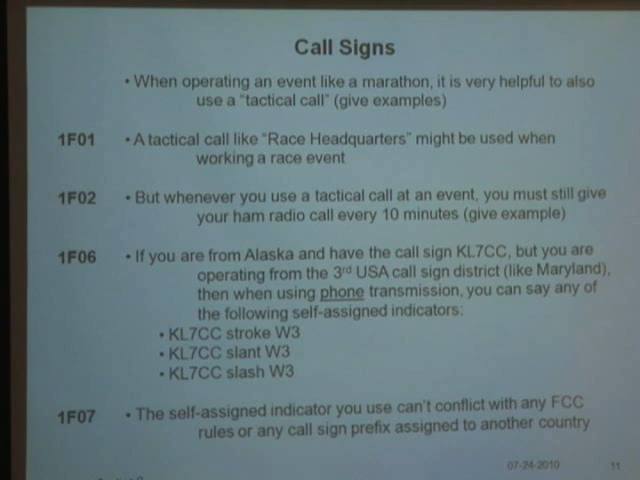 Call Signs
• When operating an event like a marathon, it is very helpful to also
use a "tactical call" (give examples)
1F01 • A tactical call like "Race Headquarters" might be used when
working a race event
1F02 • But whenever you use a tactical call at an event, you must still give
your ham radio call every 10 minutes (give example)
1F06 • If you are from Alaska and have the call sign KL7CC, but you are
operating from the 3rd USA call sign district (like Maryland),
then when using phone transmission, you can say any of
the following self-assigned indicators:
• KL7CC stroke W3
• KL7CC slant W3
• KL7CC slash W3
1F07 • The self-assigned indicator you use can't conflict with any FCC
rules or any call sign prefix assigned to another country
07-24-2010 11